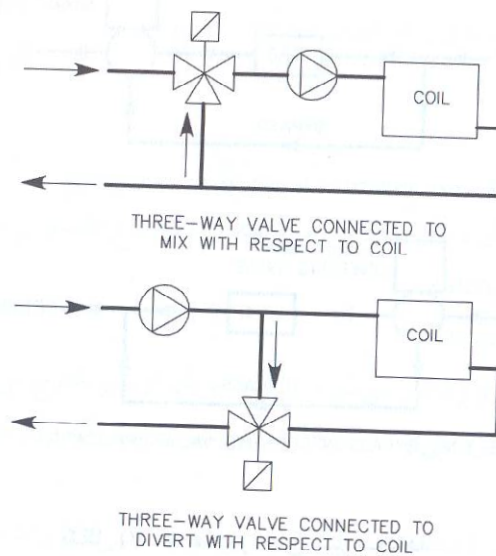 COIL
THREE-WAY VALVE CONNECTED TO
MIX WITH RESPECT TO COIL
COIL
THREE-WAY VALVE CONNECTED TO
DIVERT WITH RESPECT TO COIL